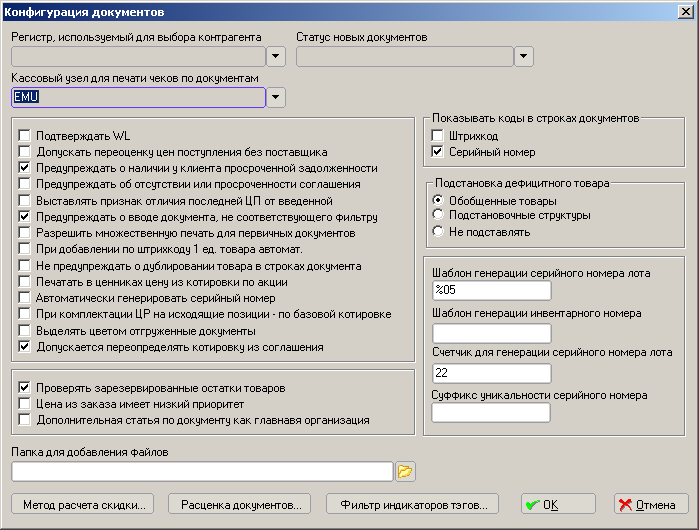 Конфигурация документов
Регистр, используемый для выбора контрагента
Статус новых документов
Кассовый узел для печати чеков по документам
EMU
Подтверждать WL
Допускать переоценку цен поступления без поставщика
Предупреждать о наличии у клиента просроченной задолженности
Предупреждать об отсутствии или просроченности соглашения
Выставлять признак отличия последней ЦП от введенной
Предупреждать о вводе документа, не соответствующего фильтру
Разрешить множественную печать для первичных документов
При добавлении по штрихкоду 1 ед. товара автомат.
Не предупреждать о дублировании товара в строках документа
Печатать в ценниках цену из котировки по акции
Автоматически генерировать серийный номер
При комплектации ЦР на исходящие позиции - по базовой котировке
Выделять цветом отгруженные документы
Допускается переопределять котировку из соглашения
Проверять зарезервированные остатки товаров
Цена из заказа имеет низкий приоритет
Дополнительная статья по документу как главнавя организация
Показывать коды в строках документов
Штрихкод
Серийный номер
Подстановка дефицитного товара
Обобщенные товары
Подстановочные структуры
Не подставлять
Шаблон генерации серийного номера лота
%05
Шаблон генерации инвентарного номера
Счетчик для генерации серийного номера лота
22
Суффикс уникальности серийного номера
Папка для добавления файлов
Метод расчета скидки...
Расценка документов...
Фильтр индикаторов тэгов...
OK
Отмена